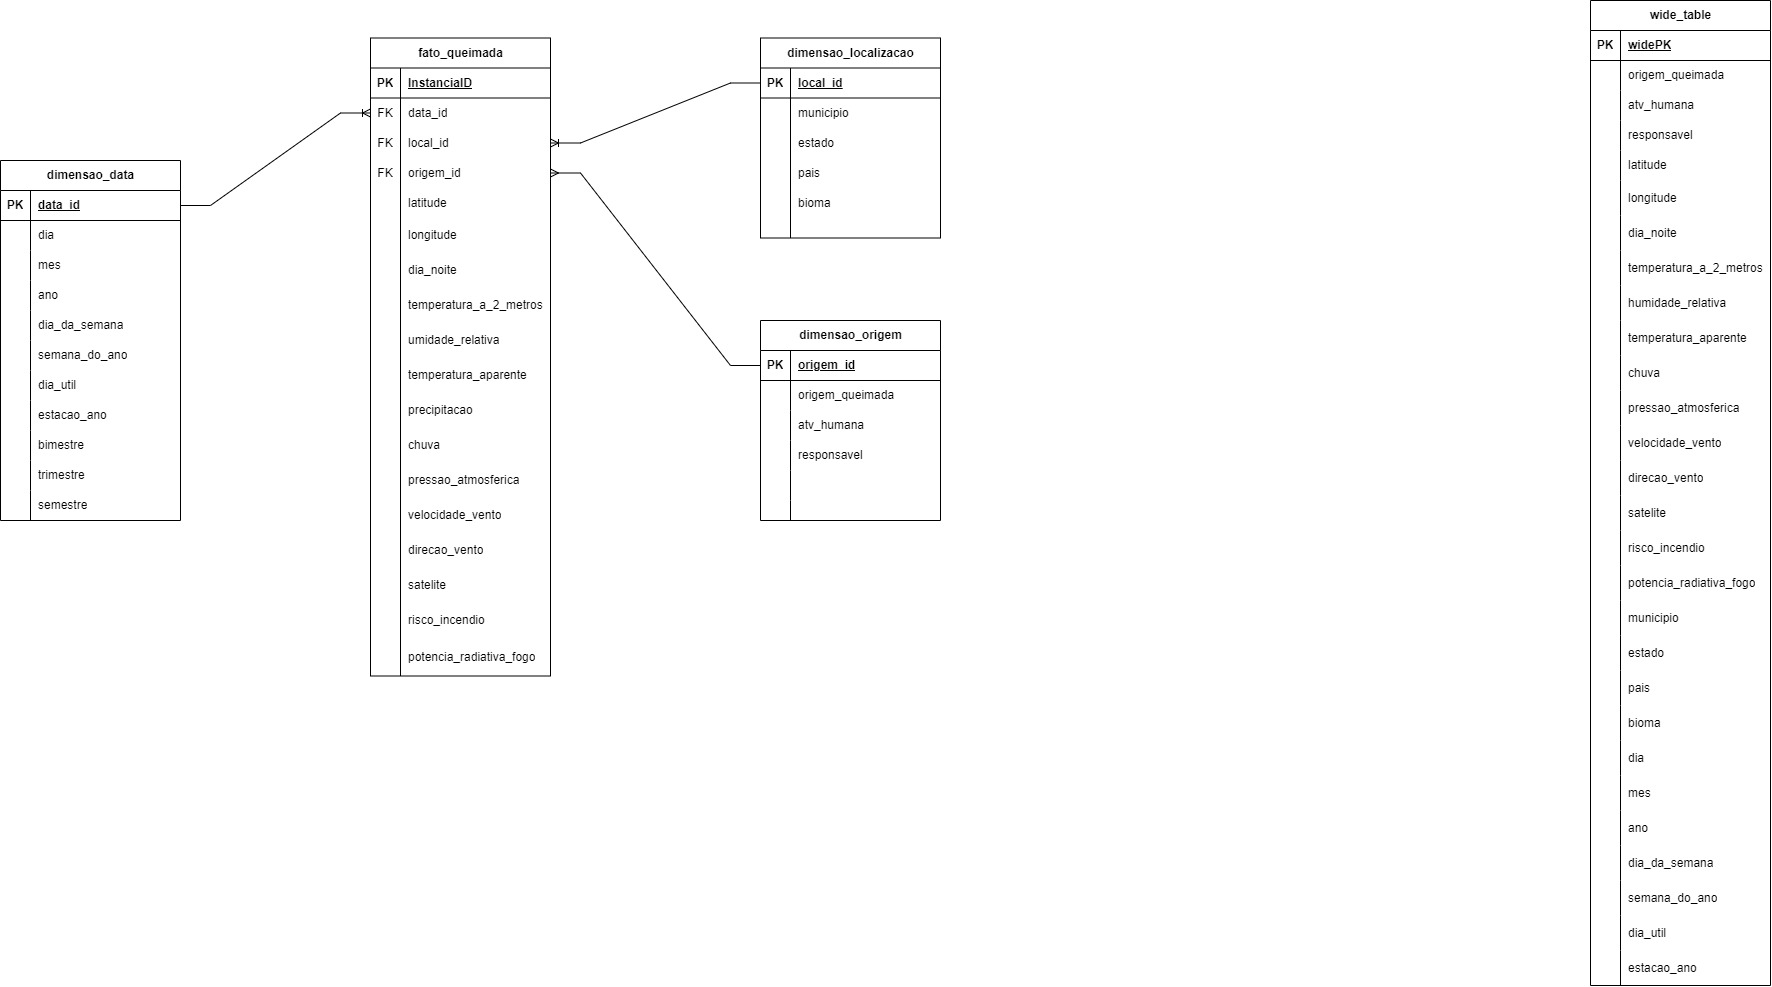 dimensao_data
PK data_id
dia
mes
ano
dia_da_semana
semana_do_ano
dia_util
estacao_ano
bimestre
trimestre
semestre
fato_queimada
PK InstanciaID
FK data_id
FK local_id
FK origem_id
latitude
longitude
dia_noite
temperatura_a_2_metros
umidade_relativa
temperatura_aparente
precipitacao
chuva
pressao_atmosferica
velocidade_vento
direcao_vento
satelite
risco_incendio
potencia_radiativa_fogo
dimensao_localizacao
PK local_id
municipio
estado
pais
bioma
dimensao_origem
PK origem_id
origem_queimada
atv_humana
responsavel
wide_table
PK widePK
origem_queimada
atv_humana
responsavel
latitude
longitude
dia_noite
temperatura_a_2_metros
humidade_relativa
temperatura_aparente
chuva
pressao_atmosferica
velocidade_vento
direcao_vento
satelite
risco_incendio
potencia_radiativa_fogo
municipio
estado
pais
bioma
dia
mes
ano
dia_da_semana
semana_do_ano
dia_util
estacao_ano